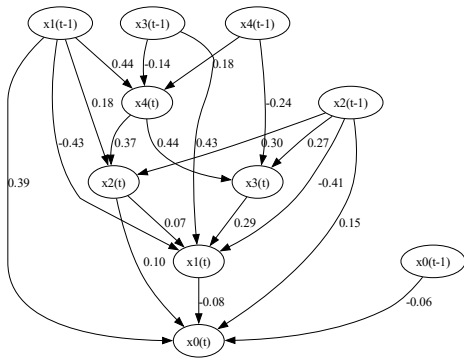 x1(t-1) x3(t-1) x4(t-1)
0.44 -0.14 0.18
x4(t) x2(t-1)
0.18 -0.24
-0.43 0.37 0.44 0.43 0.30 0.27
0.39 x2(t) x3(t) -0.41
0.07 0.29 0.15
0.10 x1(t) x0(t-1)
-0.08 -0.06
x0(t)